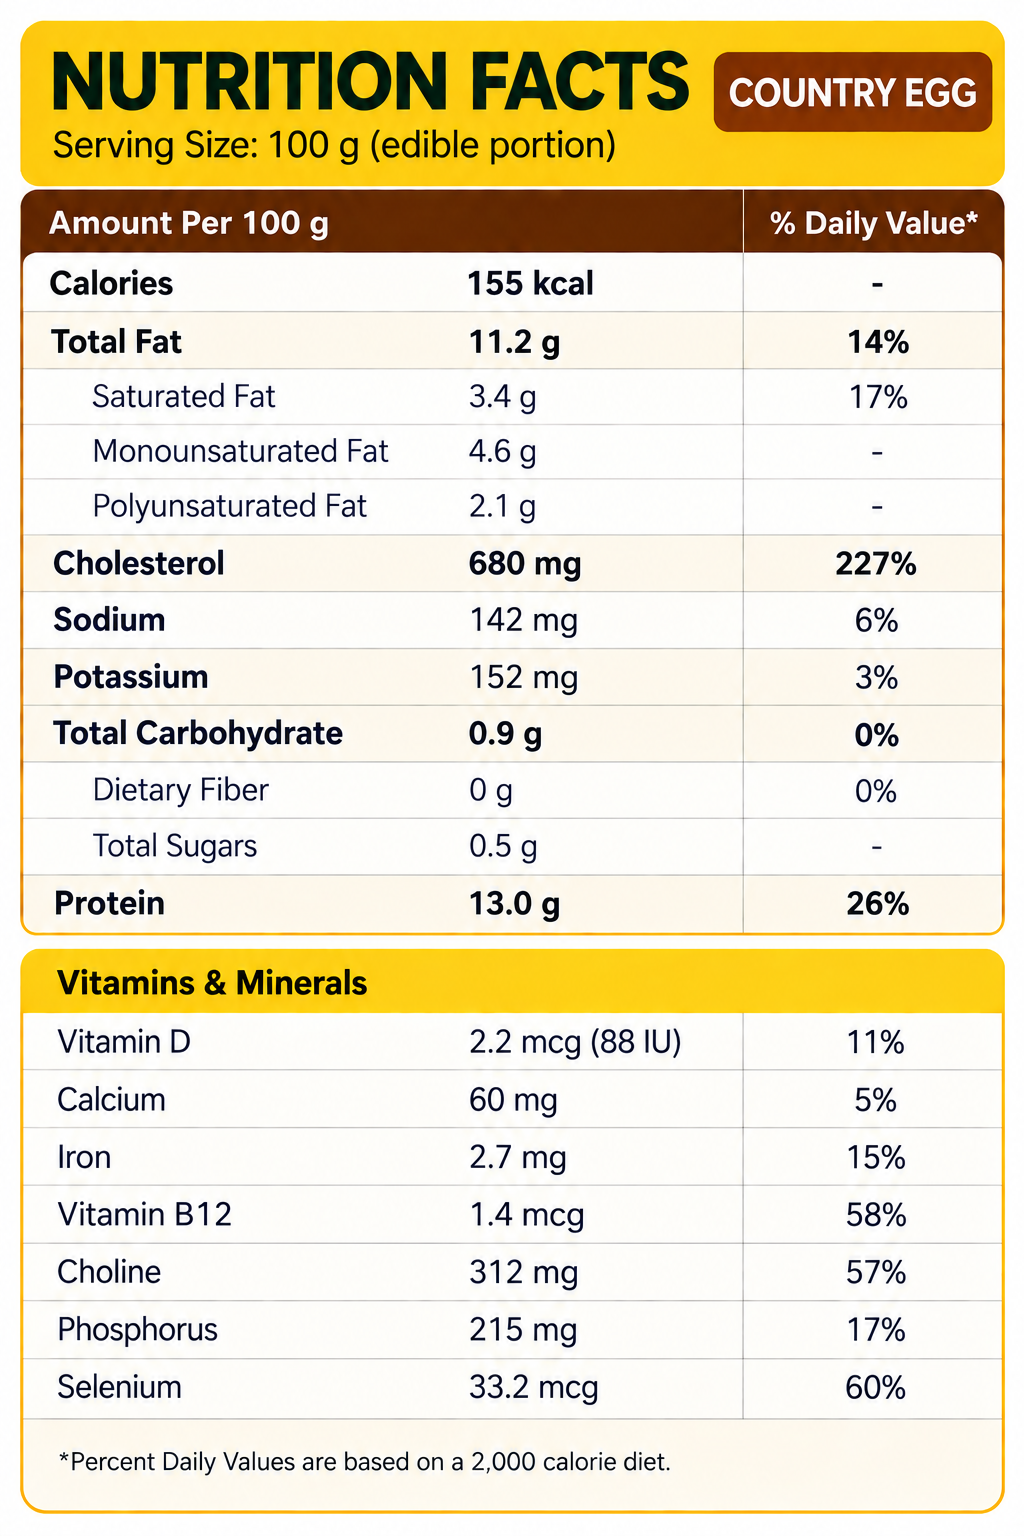 NUTRITION FACTS
COUNTRY EGG
Serving Size: 100 g (edible portion)
Amount Per 100 g % Daily Value*
Calories 155 kcal -
Total Fat 11.2 g 14%
Saturated Fat 3.4 g 17%
Monounsaturated Fat 4.6 g -
Polyunsaturated Fat 2.1 g -
Cholesterol 680 mg 227%
Sodium 142 mg 6%
Potassium 152 mg 3%
Total Carbohydrate 0.9 g 0%
Dietary Fiber 0 g 0%
Total Sugars 0.5 g -
Protein 13.0 g 26%
Vitamins & Minerals
Vitamin D 2.2 mcg (88 IU) 11%
Calcium 60 mg 5%
Iron 2.7 mg 15%
Vitamin B12 1.4 mcg 58%
Choline 312 mg 57%
Phosphorus 215 mg 17%
Selenium 33.2 mcg 60%
*Percent Daily Values are based on a 2,000 calorie diet.